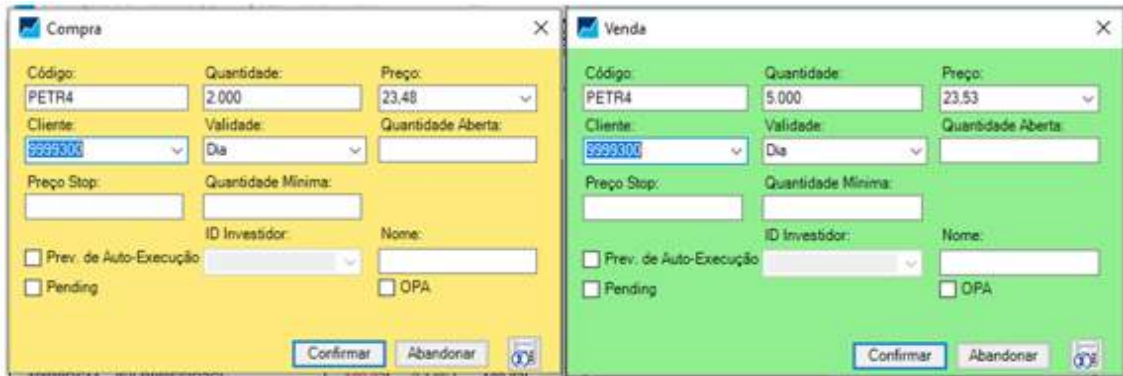 Compra
Código: Quantidade: Preço:
PETR4 2.000 23,48
Cliente: Validade: Quantidade Aberta:
9999300 Dia
Preço Stop: Quantidade Mínima:
ID Investidor: Nome:
Prev. de Auto-Execução
Pending OPA
Confirmar Abandonar
Venda
Código: Quantidade: Preço:
PETR4 5.000 23,53
Cliente: Validade: Quantidade Aberta:
9999300 Dia
Preço Stop: Quantidade Mínima:
ID Investidor: Nome:
Prev. de Auto-Execução
Pending OPA
Confirmar Abandonar